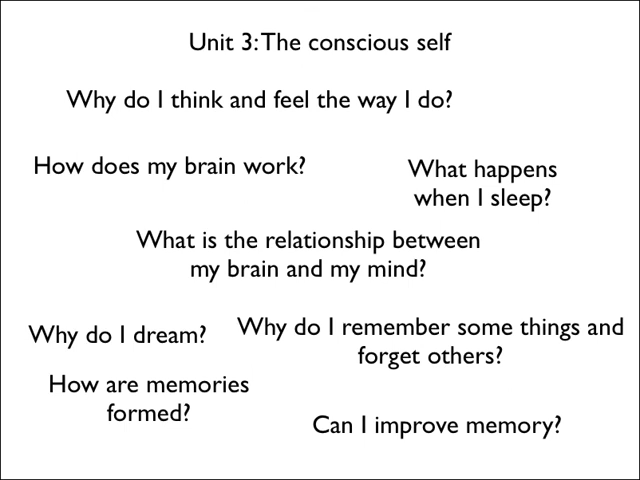 Unit 3: The conscious self
Why do I think and feel the way I do?
How does my brain work?
What happens
when I sleep?
What is the relationship between
my brain and my mind?
Why do I dream?
Why do I remember some things and
forget others?
How are memories
formed?
Can I improve memory?